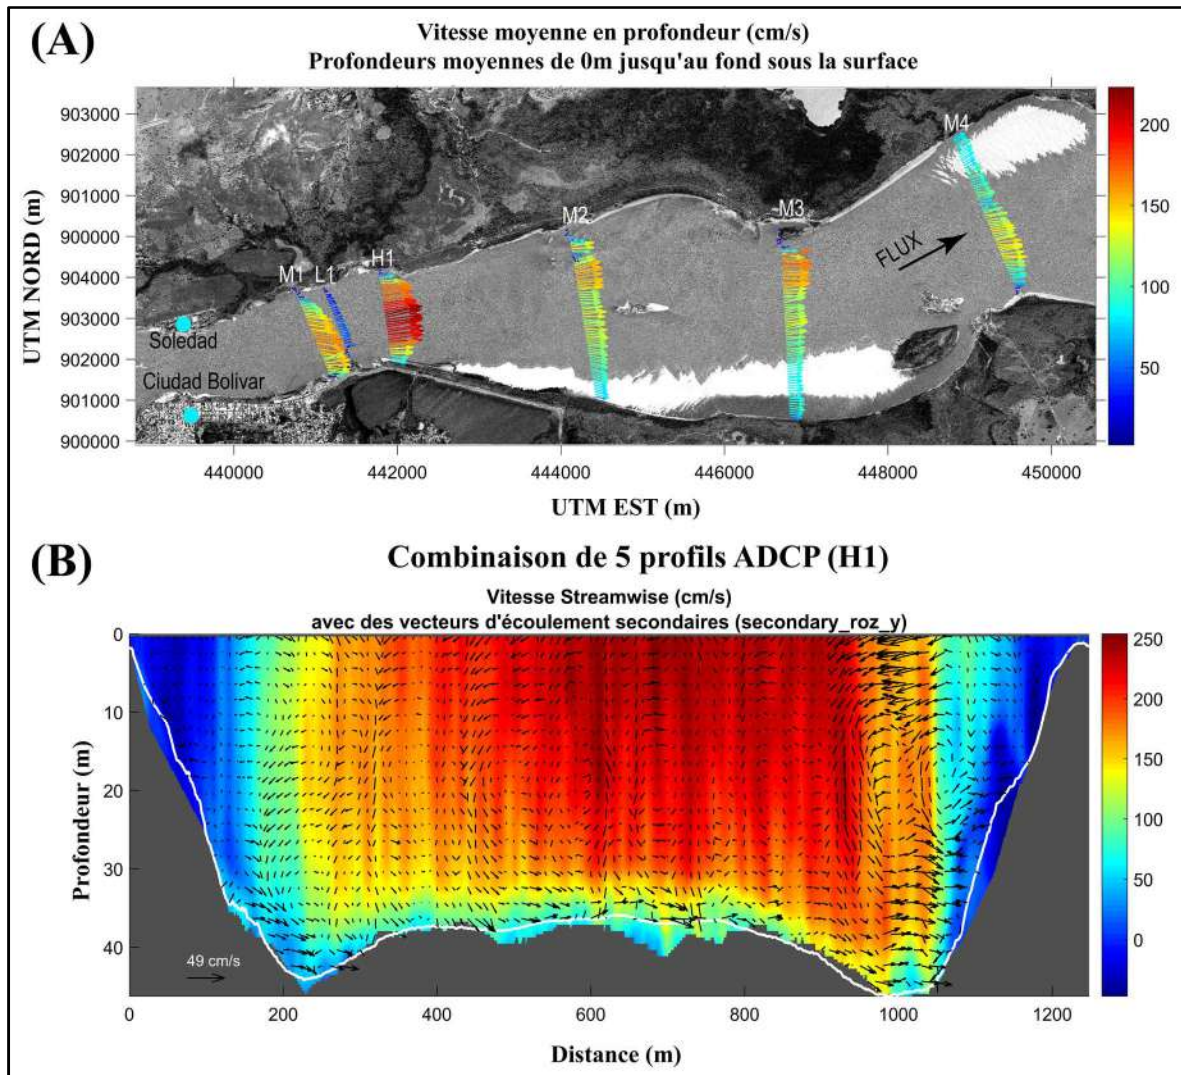 (A)
Vitesse moyenne en profondeur (cm/s)
Profondeurs moyennes de 0m jusqu'au fond sous la surface
UTM NORD (m)
903000
902000
901000
900000
904000
903000
902000
901000
900000
M1 L1 H1 M2 M3 M4
FLUX
Soledad
Ciudad Bolivar
200
150
100
50
440000 442000 444000 446000 448000 450000
UTM EST (m)
(B)
Combinaison de 5 profils ADCP (H1)
Vitesse Streamwise (cm/s)
avec des vecteurs d'écoulement secondaires (secondary_roz_y)
Profondeur (m)
0
10
20
30
40
49 cm/s
250
200
150
100
50
0
0 200 400 600 800 1000 1200
Distance (m)